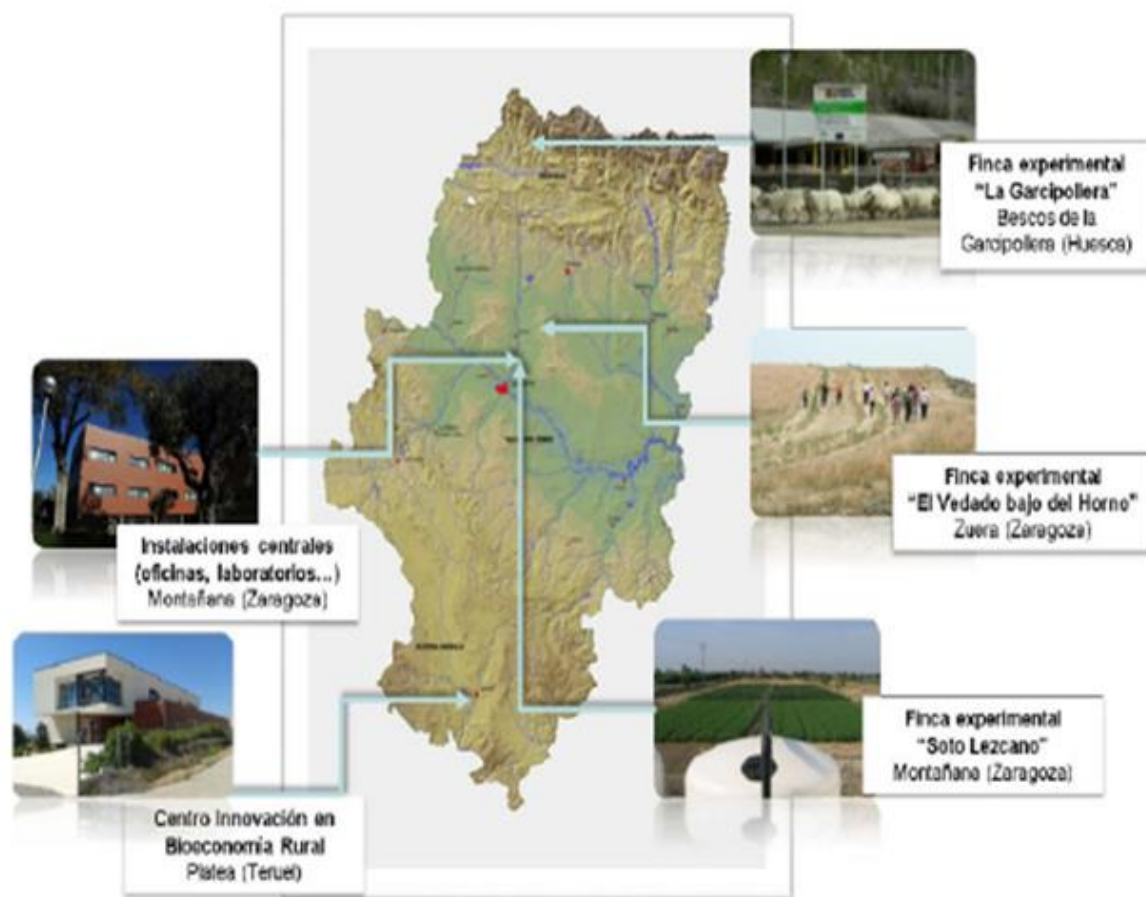 Finca experimental
"La Garcipollera"
Bescos de la
Garcipollera (Huesca)
Finca experimental
"El Vedado bajo del Horno"
Zuera (Zaragoza)
Instalaciones centrales
(oficinas, laboratorios...)
Montañana (Zaragoza)
Finca experimental
"Soto Lezcano"
Montañana (Zaragoza)
Centro Innovación en
Bioeconomía Rural
Platea (Teruel)